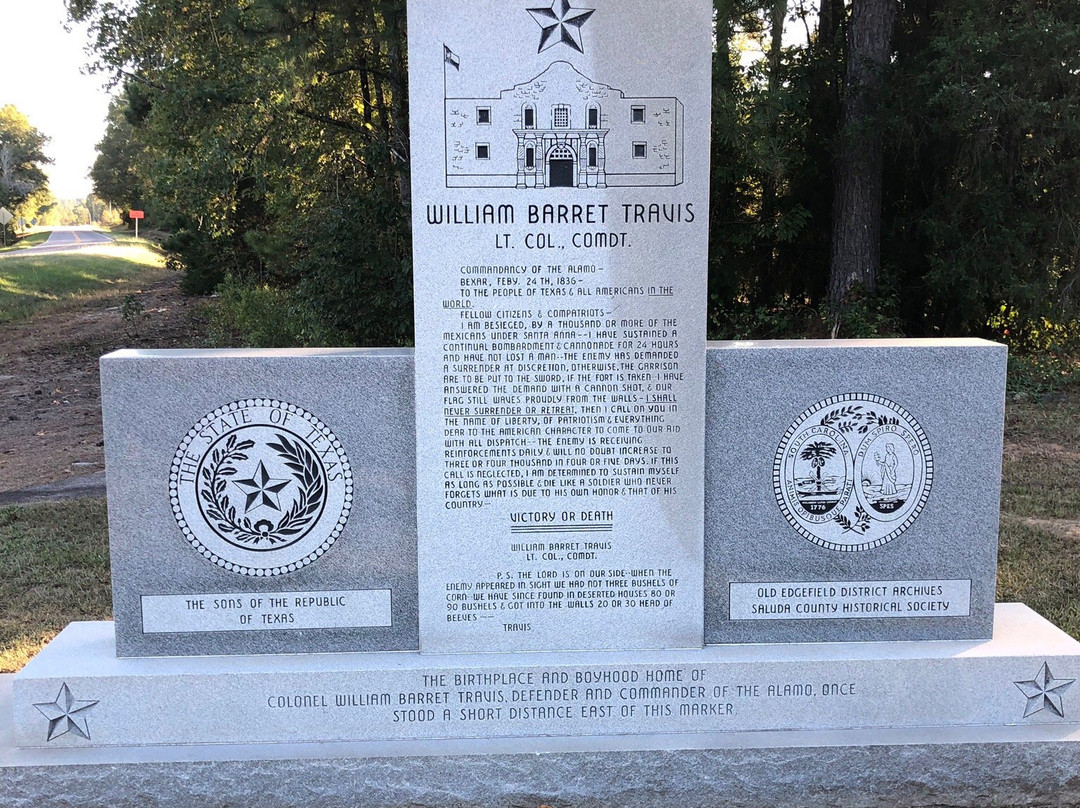 WILLIAM BARRET TRAVIS
LT. COL., COMDT.
COMMANDANCY OF THE ALAMO–
BEXAR, FEBY. 24TH, 1836–
TO THE PEOPLE OF TEXAS & ALL AMERICANS IN THE
WORLD.
FELLOW CITIZENS & COMPATRIOTS–
I AM BESIEGED, BY A THOUSAND OR MORE OF THE
MEXICANS UNDER SANTA ANNA--I HAVE SUSTAINED A
CONTINUAL BOMBARDMENT & CANNONADE FOR 24 HOURS
AND HAVE NOT LOST A MAN--THE ENEMY HAS DEMANDED
A SURRENDER AT DISCRETION, OTHERWISE, THE GARRISON
ARE TO BE PUT TO THE SWORD, IF THE FORT IS TAKEN–I HAVE
ANSWERED THE DEMAND WITH A CANNON SHOT, & OUR
FLAG STILL WAVES PROUDLY FROM THE WALLS–I SHALL
NEVER SURRENDER OR RETREAT. THEN I CALL ON YOU IN
THE NAME OF LIBERTY, OF PATRIOTISM & EVERYTHING
DEAR TO THE AMERICAN CHARACTER TO COME TO OUR AID
WITH ALL DISPATCH--THE ENEMY IS RECEIVING
REINFORCEMENTS DAILY & WILL NO DOUBT INCREASE TO
THREE OR FOUR THOUSAND IN FOUR OR FIVE DAYS. IF THIS
CALL IS NEGLECTED, I AM DETERMINED TO SUSTAIN MYSELF
AS LONG AS POSSIBLE & DIE LIKE A SOLDIER WHO NEVER
FORGETS WHAT IS DUE TO HIS OWN HONOR & THAT OF HIS
COUNTRY–
VICTORY OR DEATH
WILLIAM BARRET TRAVIS
LT. COL., COMDT.
P. S. THE LORD IS ON OUR SIDE--WHEN THE
ENEMY APPEARED IN SIGHT WE HAD NOT THREE BUSHELS OF
CORN–WE HAVE SINCE FOUND IN DESERTED HOUSES 80 OR
90 BUSHELS & GOT INTO THE WALLS 20 OR 30 HEAD OF
BEEVES––
TRAVIS
THE STATE OF TEXAS
THE SONS OF THE REPUBLIC
OF TEXAS
SOUTH CAROLINA
DUM SPIRO SPERO
ANIMIS OPIBUSQUE PARATI
1776
SPES
OLD EDGEFIELD DISTRICT ARCHIVES
SALUDA COUNTY HISTORICAL SOCIETY
THE BIRTHPLACE AND BOYHOOD HOME OF
COLONEL WILLIAM BARRET TRAVIS, DEFENDER AND COMMANDER OF THE ALAMO, ONCE
STOOD A SHORT DISTANCE EAST OF THIS MARKER.